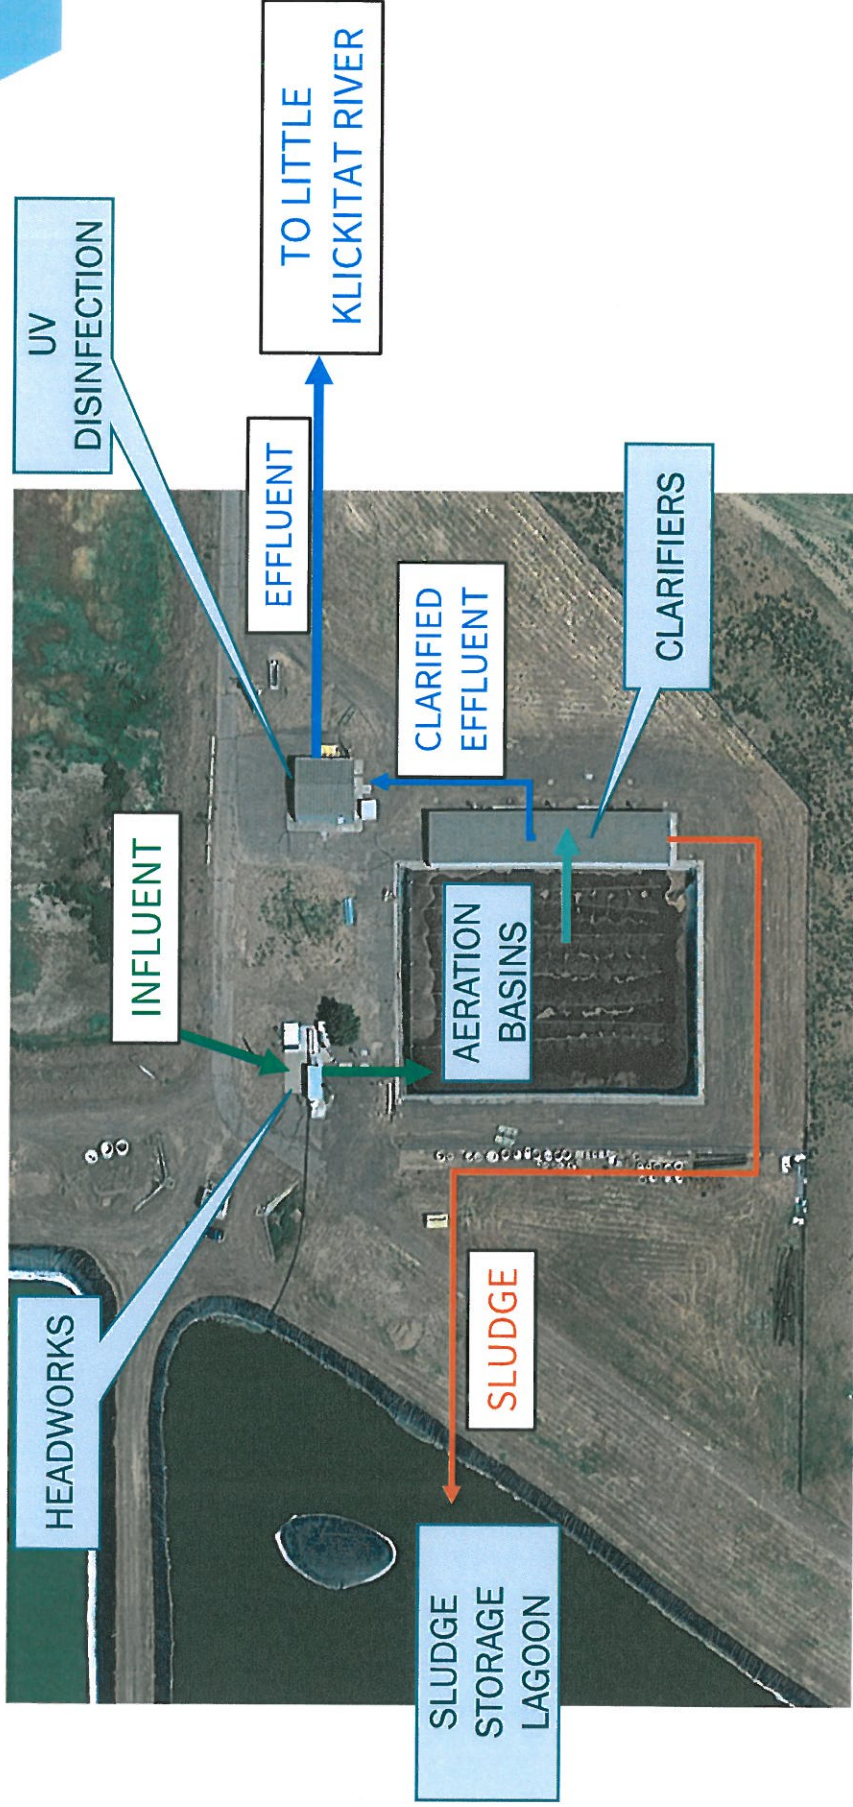 HEADWORKS
UV
DISINFECTION
INFLUENT
EFFLUENT
TO LITTLE
KLICKITAT RIVER
CLARIFIED
EFFLUENT
SLUDGE
STORAGE
LAGOON
SLUDGE
AERATION
BASINS
CLARIFIERS